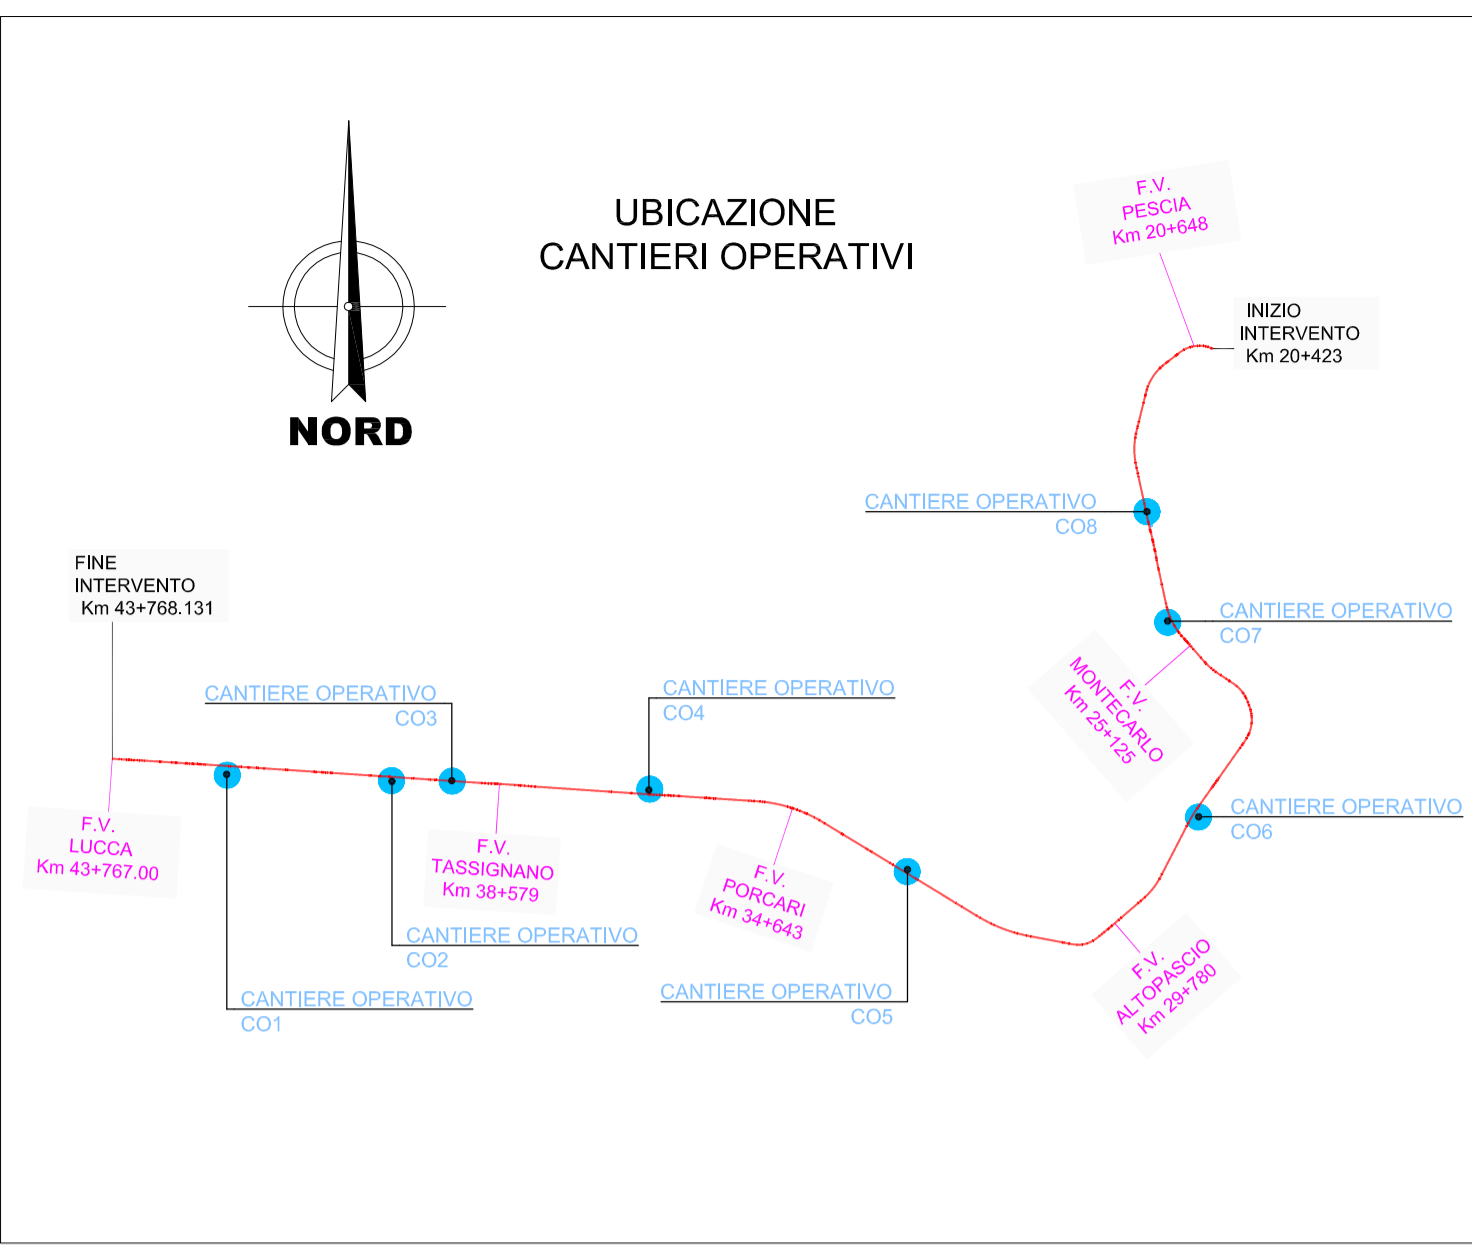 UBICAZIONE
CANTIERI OPERATIVI
NORD
F.V.
PESCIA
Km 20+648
INIZIO
INTERVENTO
Km 20+423
CANTIERE OPERATIVO
CO8
FINE
INTERVENTO
Km 43+768.131
CANTIERE OPERATIVO
CO7
F.V.
MONTECARLO
Km 25+125
CANTIERE OPERATIVO
CO3
CANTIERE OPERATIVO
CO4
CANTIERE OPERATIVO
CO6
F.V.
LUCCA
Km 43+767.00
F.V.
TASSIGNANO
Km 38+579
F.V.
PORCARI
Km 34+643
CANTIERE OPERATIVO
CO2
F.V.
ALTOPASCIO
Km 29+780
CANTIERE OPERATIVO
CO1
CANTIERE OPERATIVO
CO5